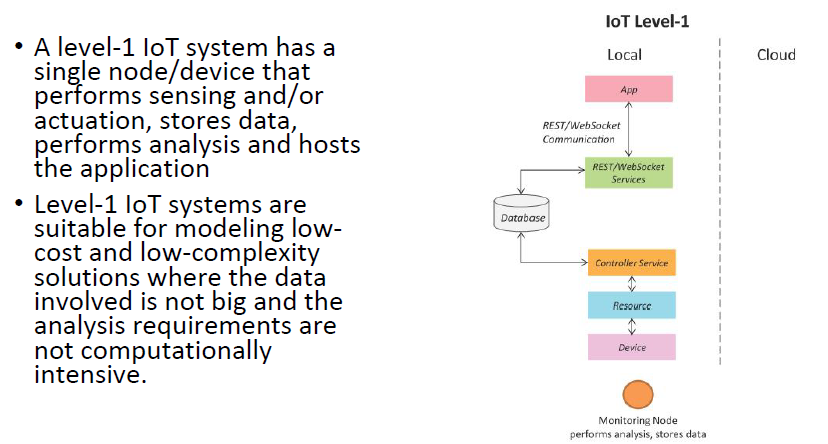 • A level-1 IoT system has a
single node/device that
performs sensing and/or
actuation, stores data,
performs analysis and hosts
the application
• Level-1 IoT systems are
suitable for modeling low-
cost and low-complexity
solutions where the data
involved is not big and the
analysis requirements are
not computationally
intensive.
IoT Level-1
Local
Cloud
App
REST/WebSocket
Communication
REST/WebSocket
Services
Database
Controller Service
Resource
Device
Monitoring Node
performs analysis, stores data